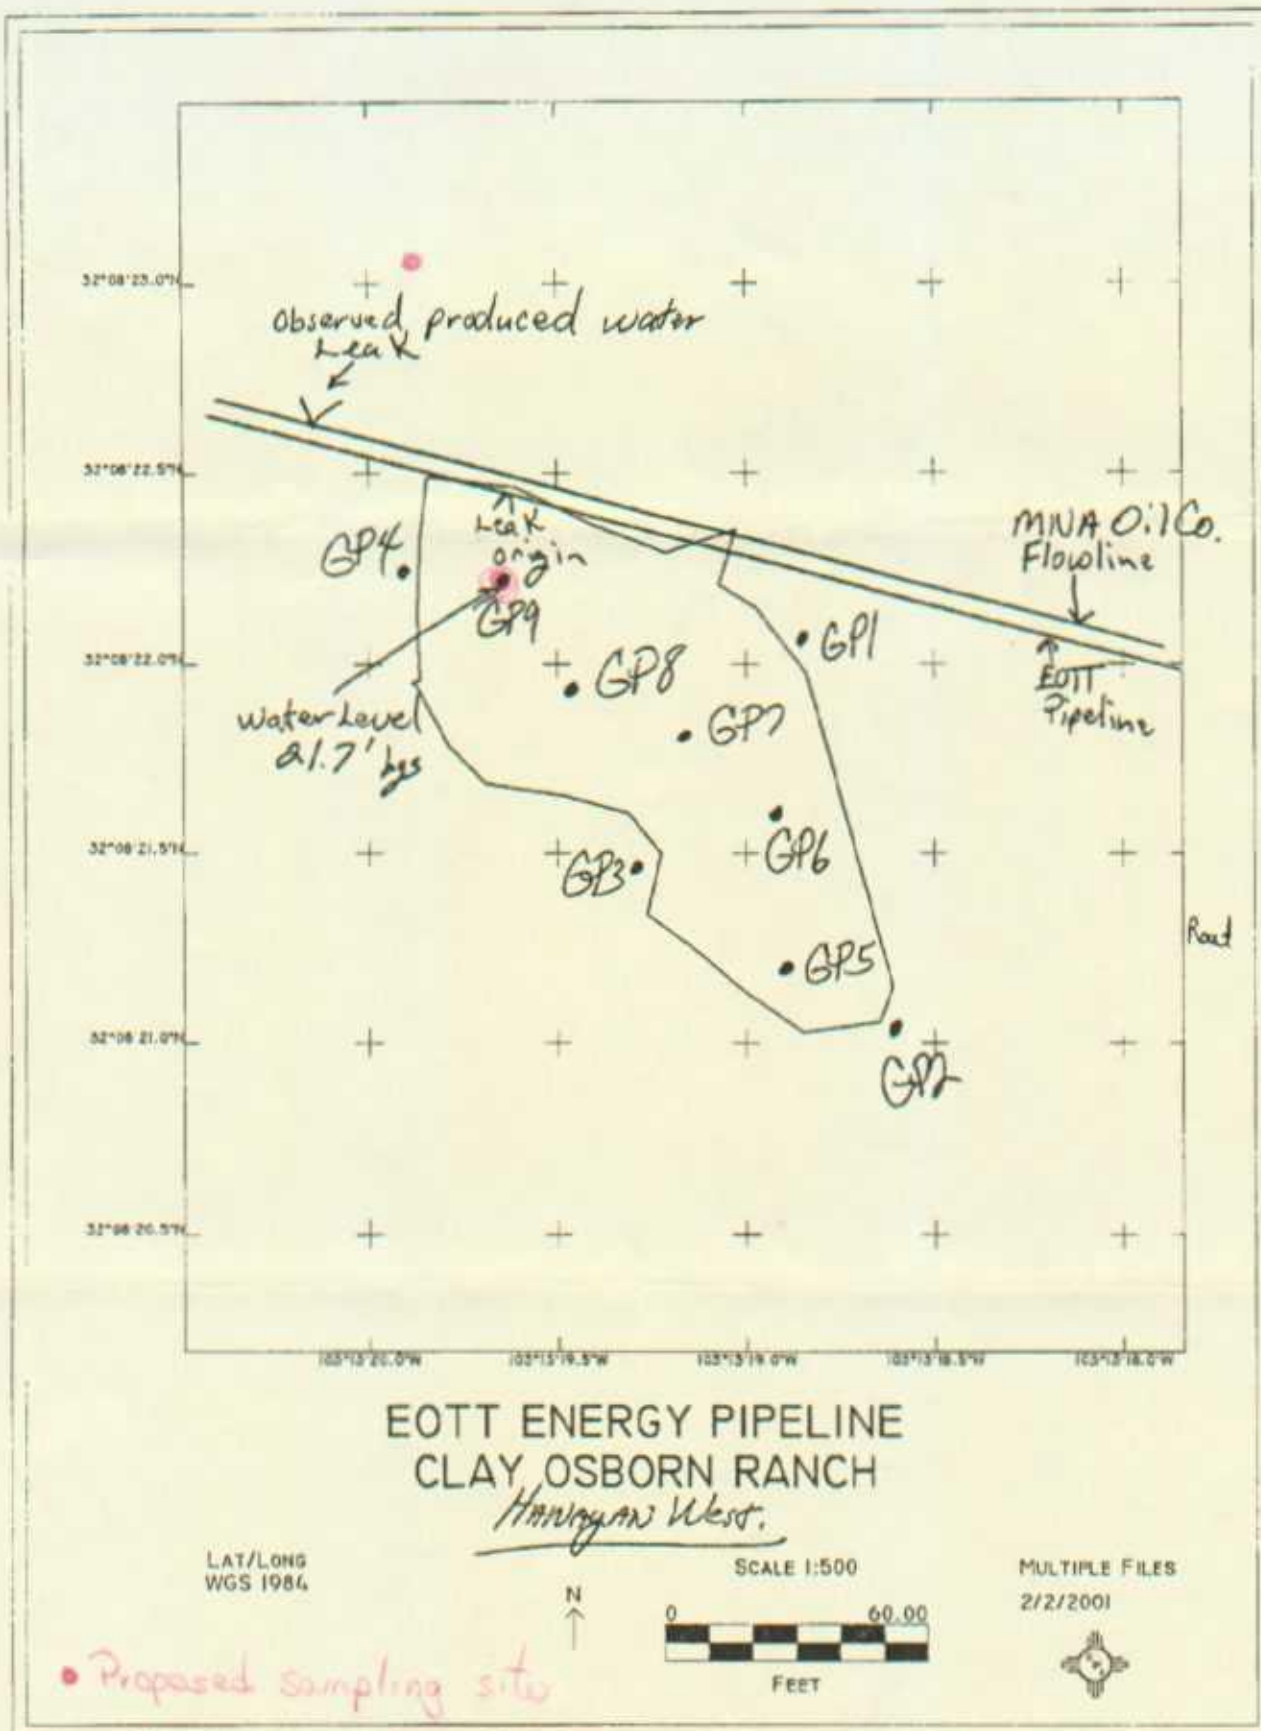 32°08'23.0"N
Observed produced water
Leak
32°08'22.5"N
Leak
origin
MNA Oil Co.
Flowline
GP4
GP9
GP1
32°08'22.0"N
GP8
EOTT
Pipeline
Water Level
21.7' bgs
GP7
32°08'21.5"N
GP6
GP3
Road
GP5
32°08'21.0"N
GP2
32°08'20.5"N
103°13'20.0"W 103°13'19.5"W 103°13'19.0"W 103°13'18.5"W 103°13'18.0"W
EOTT ENERGY PIPELINE
CLAY OSBORN RANCH
West.
LAT/LONG
WGS 1984
N
SCALE 1:500
0 60.00
FEET
MULTIPLE FILES
2/2/2001
Proposed sampling site